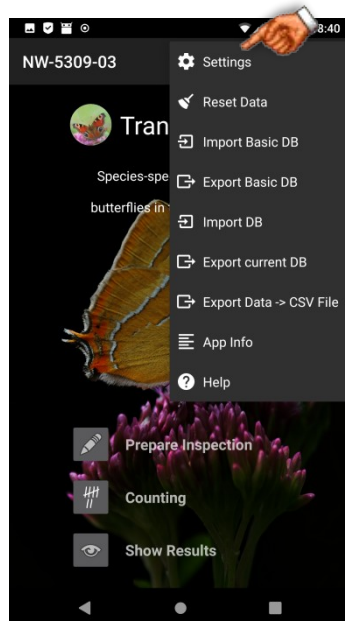 8:40
NW-5309-03
Settings
Tran
Reset Data
Import Basic DB
Species-spe
Export Basic DB
butterflies in
Import DB
Export current DB
Export Data -> CSV File
App Info
Help
Prepare Inspection
Counting
Show Results